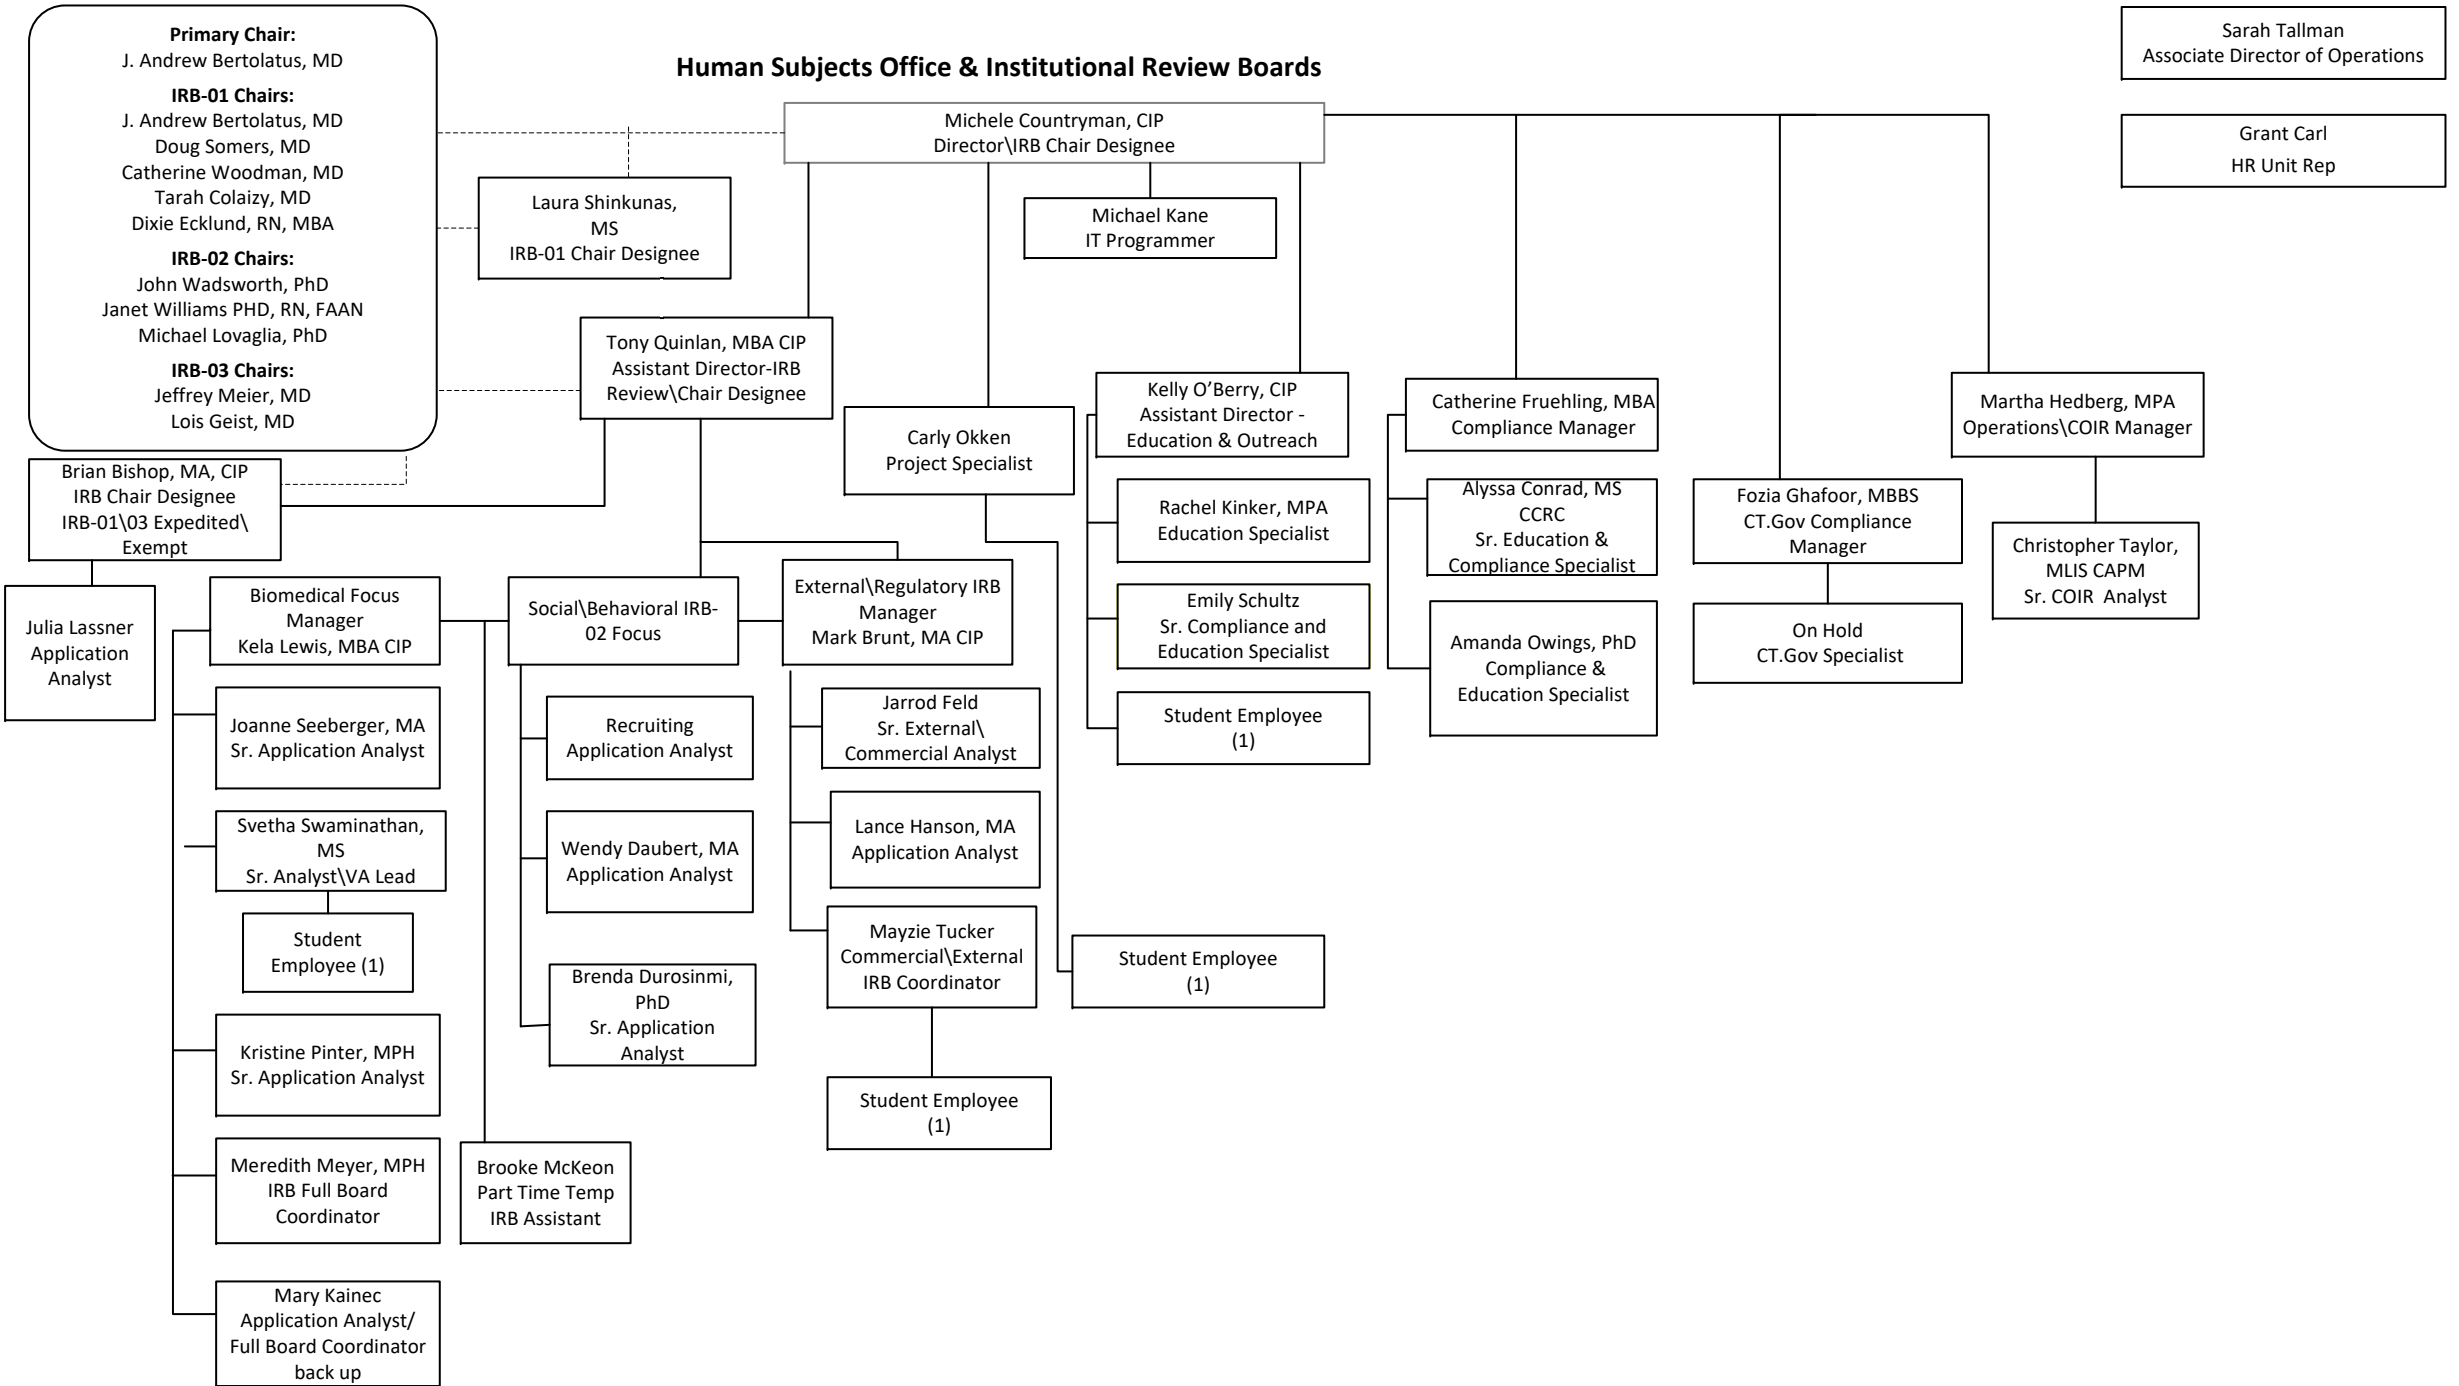 Primary Chair:
J. Andrew Bertolatus, MD
IRB-01 Chairs:
J. Andrew Bertolatus, MD
Doug Somers, MD
Catherine Woodman, MD
Tarah Colaizy, MD
Dixie Ecklund, RN, MBA
IRB-02 Chairs:
John Wadsworth, PhD
Janet Williams PHD, RN, FAAN
Michael Lovaglia, PhD
IRB-03 Chairs:
Jeffrey Meier, MD
Lois Geist, MD
Human Subjects Office & Institutional Review Boards
Sarah Tallman
Associate Director of Operations
Grant Carl
HR Unit Rep
Michele Countryman, CIP
Director\IRB Chair Designee
Laura Shinkunas,
MS
IRB-01 Chair Designee
Michael Kane
IT Programmer
Tony Quinlan, MBA CIP
Assistant Director-IRB
Review\Chair Designee
Carly Okken
Project Specialist
Kelly O’Berry, CIP
Assistant Director -
Education & Outreach
Catherine Fruehling, MBA
Compliance Manager
Martha Hedberg, MPA
Operations\COIR Manager
Brian Bishop, MA, CIP
IRB Chair Designee
IRB-01\03 Expedited\
Exempt
Rachel Kinker, MPA
Education Specialist
Alyssa Conrad, MS
CCRC
Sr. Education &
Compliance Specialist
Fozia Ghafoor, MBBS
CT.Gov Compliance
Manager
Christopher Taylor,
MLIS CAPM
Sr. COIR  Analyst
Julia Lassner
Application
Analyst
Biomedical Focus
Manager
Kela Lewis, MBA CIP
Social\Behavioral IRB-
02 Focus
External\Regulatory IRB
Manager
Mark Brunt, MA CIP
Emily Schultz
Sr. Compliance and
Education Specialist
Amanda Owings, PhD
Compliance &
Education Specialist
On Hold
CT.Gov Specialist
Joanne Seeberger, MA
Sr. Application Analyst
Recruiting
Application Analyst
Jarrod Feld
Sr. External\
Commercial Analyst
Student Employee
(1)
Svetha Swaminathan,
MS
Sr. Analyst\VA Lead
Wendy Daubert, MA
Application Analyst
Lance Hanson, MA
Application Analyst
Student
Employee (1)
Brenda Durosinmi,
PhD
Sr. Application
Analyst
Mayzie Tucker
Commercial\External
IRB Coordinator
Student Employee
(1)
Kristine Pinter, MPH
Sr. Application Analyst
Student Employee
(1)
Meredith Meyer, MPH
IRB Full Board
Coordinator
Brooke McKeon
Part Time Temp
IRB Assistant
Mary Kainec
Application Analyst/
Full Board Coordinator
back up